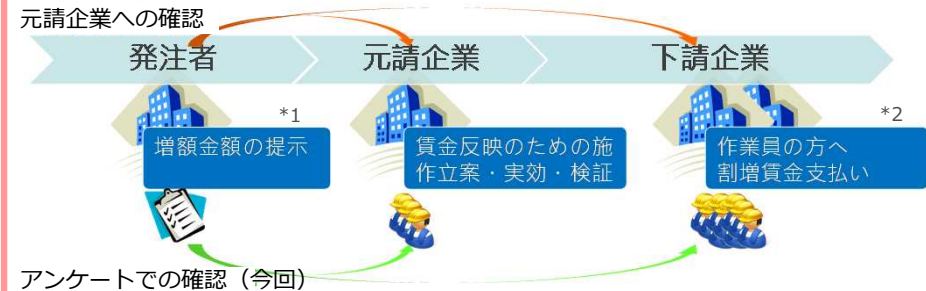 元請企業への確認
発注者
元請企業
下請企業
*1
*2
増額金額の提示
賃金反映のための施
作立案・実効・検証
作業員の方へ
割増賃金支払い
アンケートでの確認（今回）